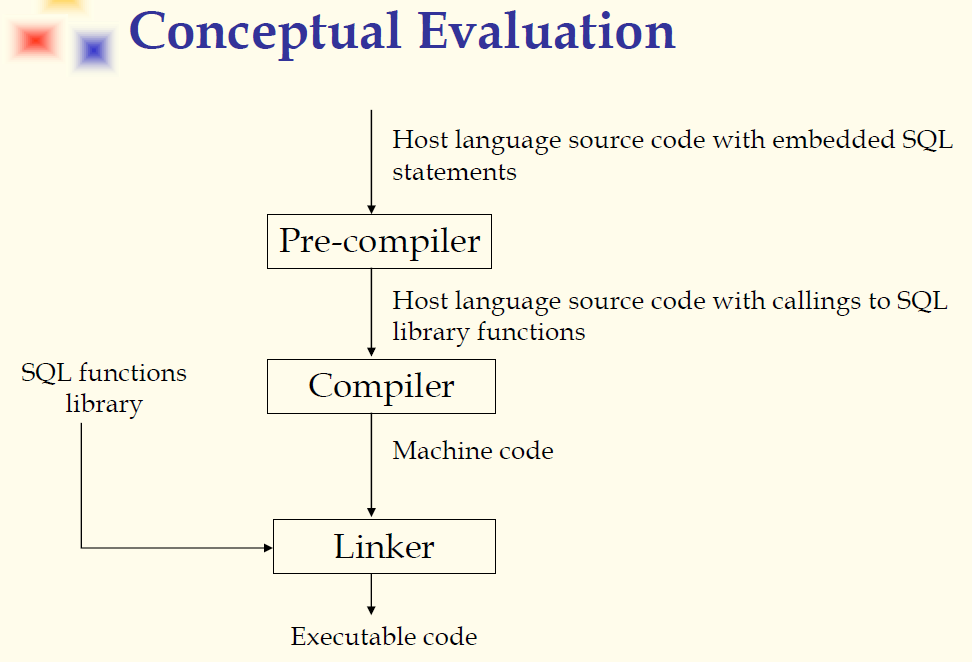 Conceptual Evaluation
Host language source code with embedded SQL
statements
Pre-compiler
Host language source code with callings to SQL
library functions
SQL functions
library
Compiler
Machine code
Linker
Executable code